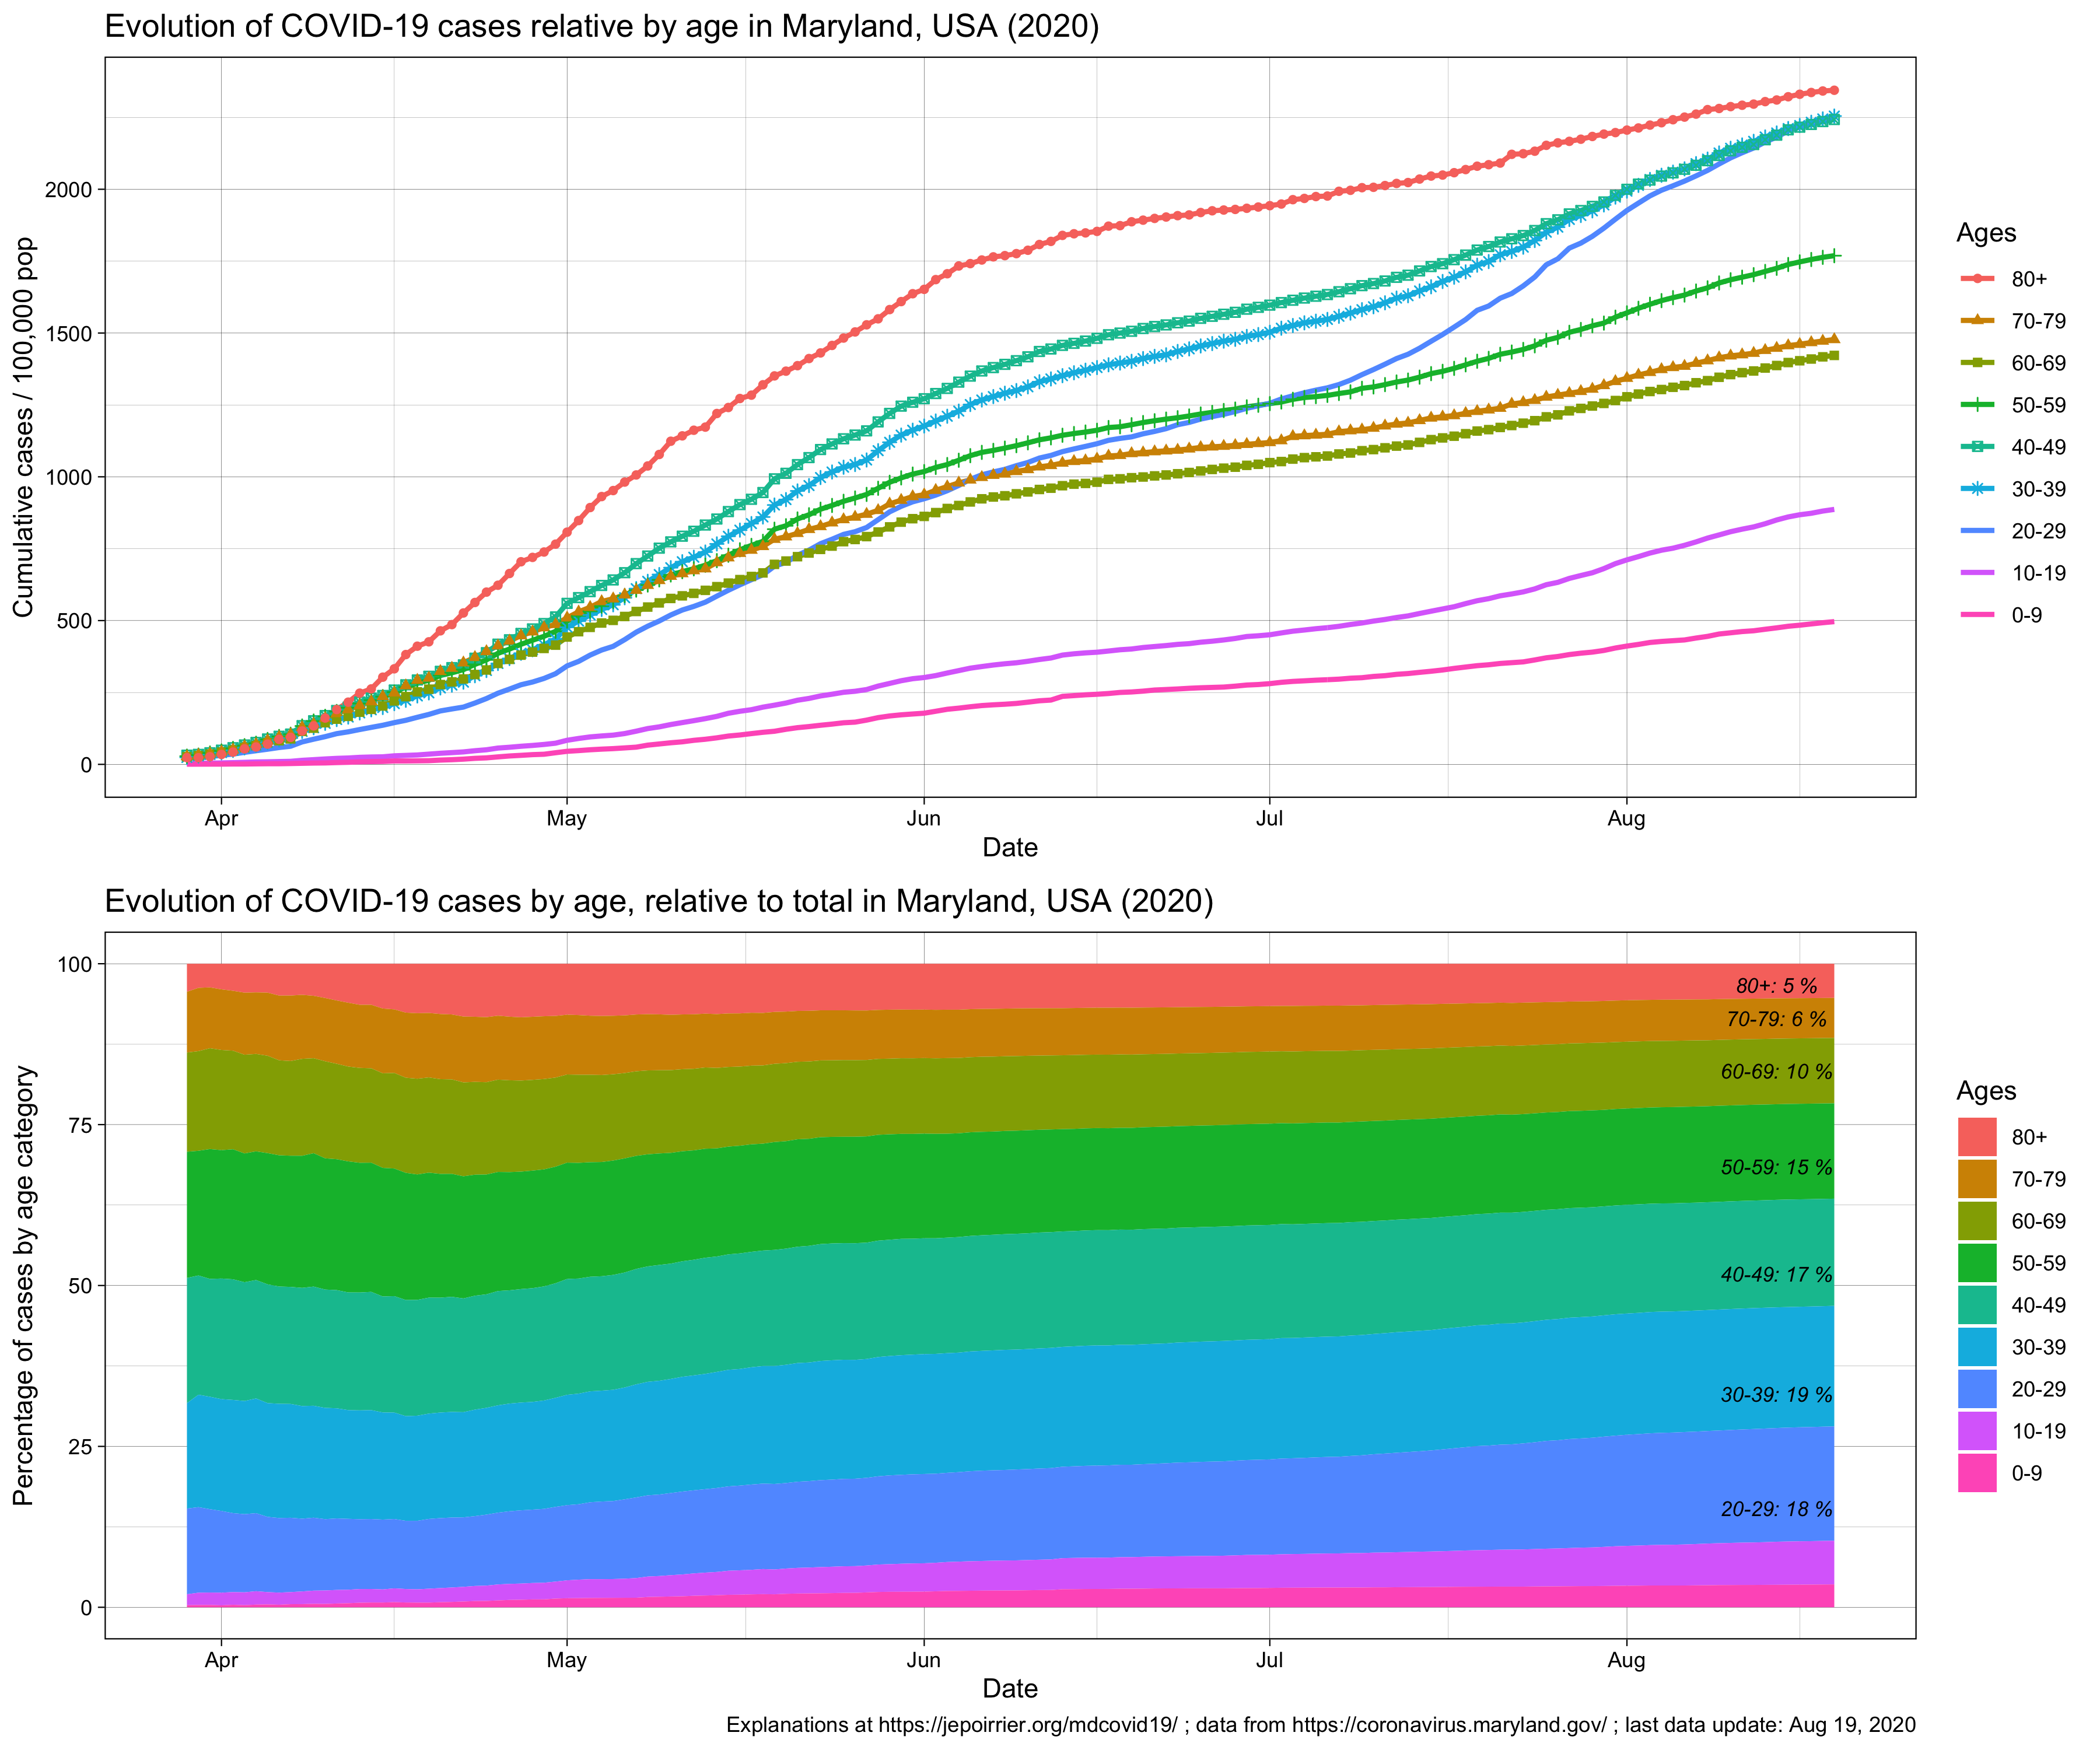 Evolution of COVID-19 cases relative by age in Maryland, USA (2020)
Cumulative cases / 100,000 pop
2000
1500
1000
500
0
Apr
May
Jun
Jul
Aug
Date
Ages
80+
70-79
60-69
50-59
40-49
30-39
20-29
10-19
0-9
Evolution of COVID-19 cases by age, relative to total in Maryland, USA (2020)
Percentage of cases by age category
100
75
50
25
0
80+: 5 %
70-79: 6 %
60-69: 10 %
50-59: 15 %
40-49: 17 %
30-39: 19 %
20-29: 18 %
Apr
May
Jun
Jul
Aug
Date
Ages
80+
70-79
60-69
50-59
40-49
30-39
20-29
10-19
0-9
Explanations at https://jepoirrier.org/mdcovid19/ ; data from https://coronavirus.maryland.gov/ ; last data update: Aug 19, 2020